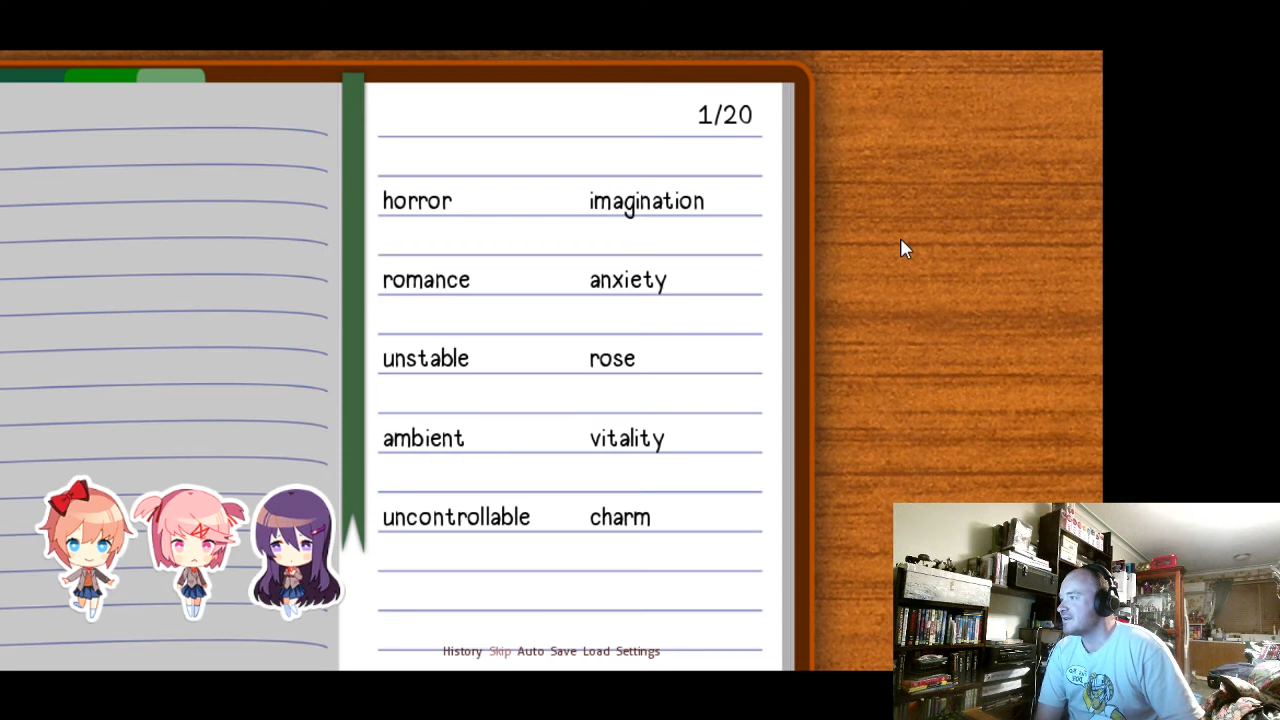 1/20
horror imagination
romance anxiety
unstable rose
ambient vitality
uncontrollable charm
History Skip Auto Save Load Settings